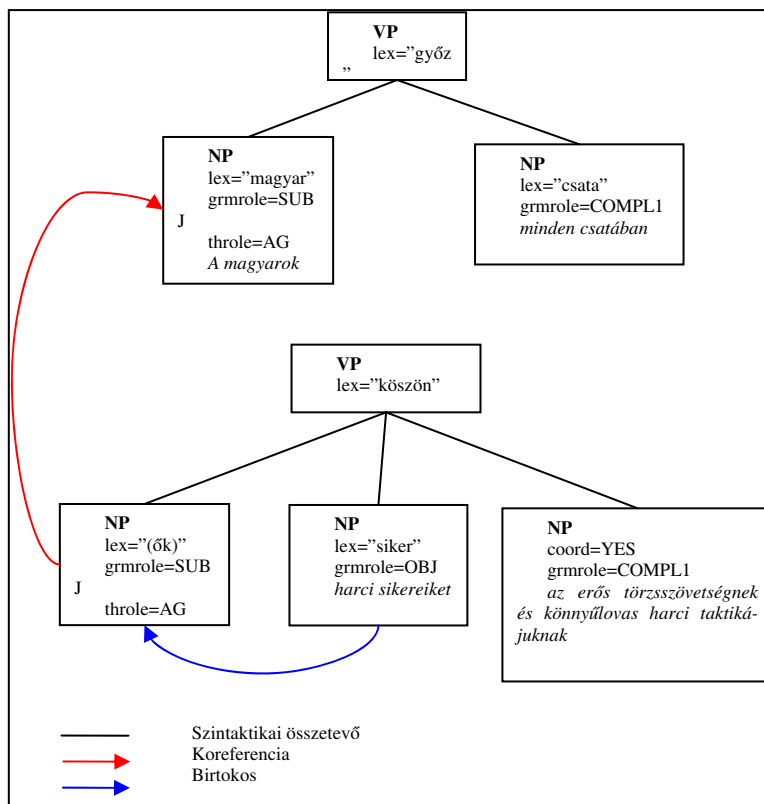 VP
lex=”győz
”
NP
lex=”magyar”
grmrole=SUB
J
throle=AG
A magyarok
NP
lex=”csata”
grmrole=COMPL1
minden csatában
VP
lex=”köszön”
NP
lex=”(ők)”
grmrole=SUB
J
throle=AG
NP
lex=”siker”
grmrole=OBJ
harci sikereiket
NP
coord=YES
grmrole=COMPL1
az erős törzsszövetségnek
és könnyűlovas harci taktiká-
juknak
Szintaktikai összetevő
Koreferencia
Birtokos